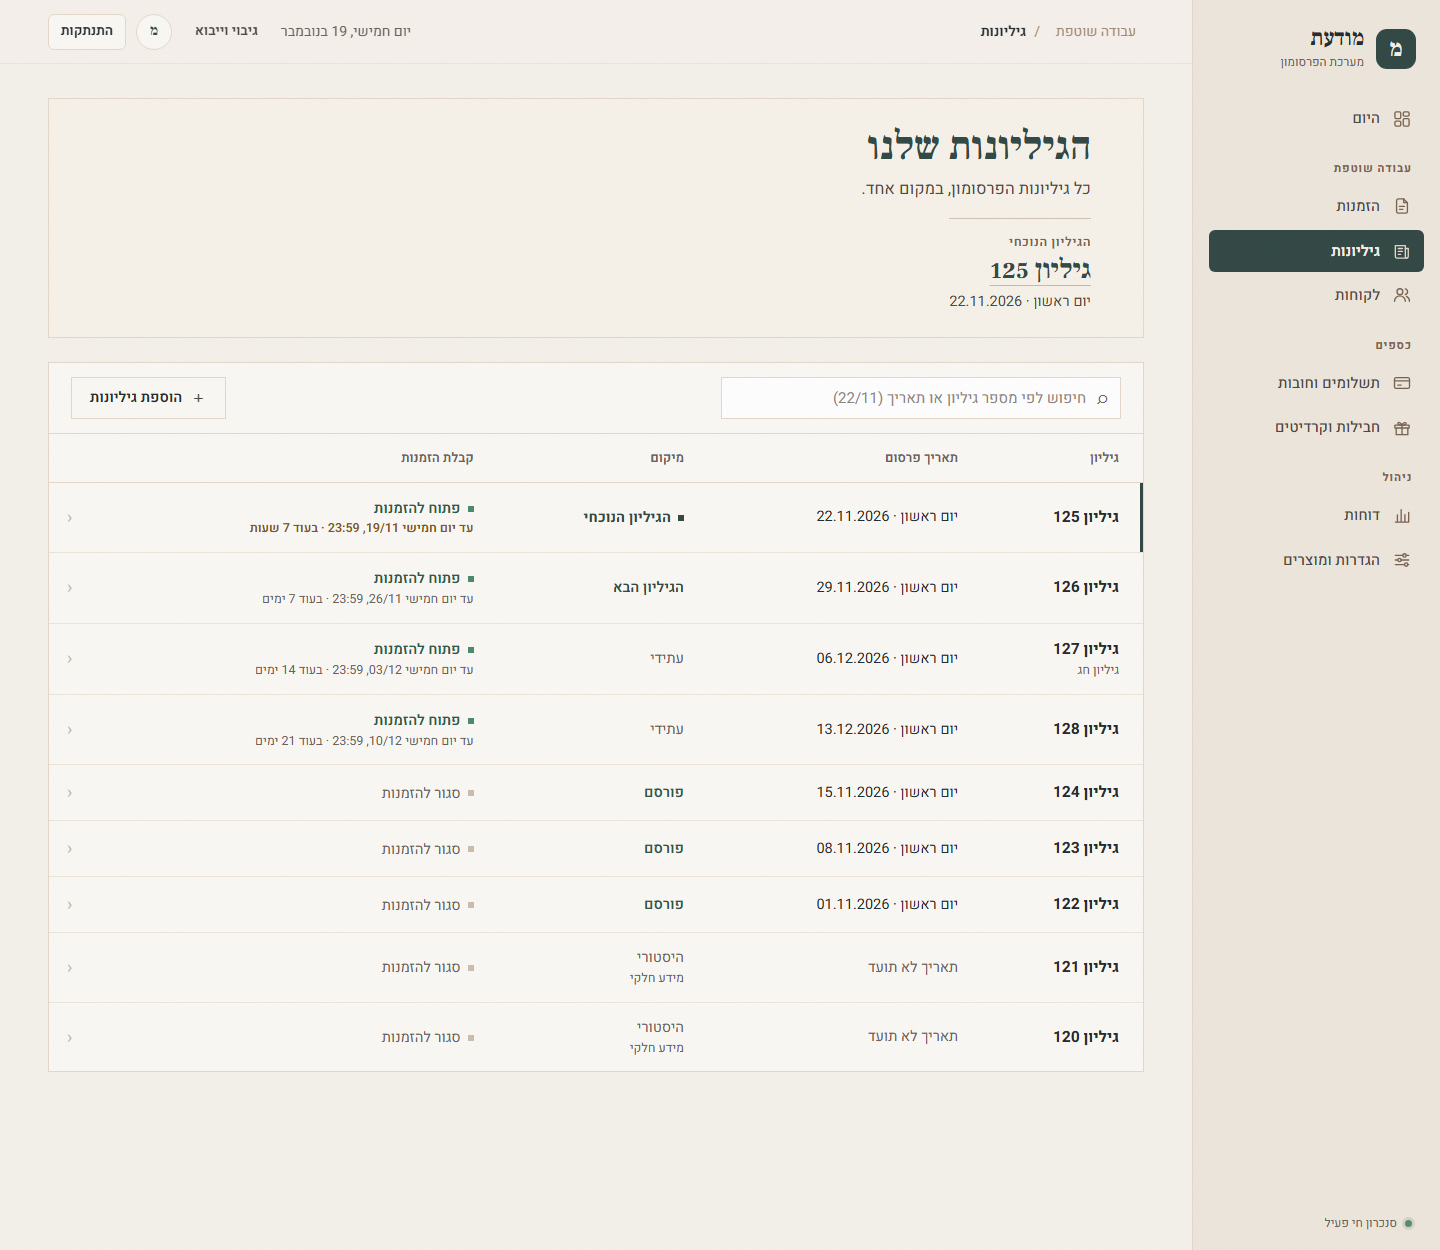 מ
מודעת
מערכת הפרסומון
היום
עבודה שוטפת
הזמנות
גיליונות
לקוחות
כספים
תשלומים וחובות
חבילות וקרדיטים
ניהול
דוחות
הגדרות ומוצרים
סנכרון חי פעיל
עבודה שוטפת / גיליונות
יום חמישי, 19 בנובמבר
גיבוי וייבוא
מ
התנתקות
הגיליונות שלנו
כל גיליונות הפרסומון, במקום אחד.
הגיליון הנוכחי
גיליון 125
יום ראשון · 22.11.2026
חיפוש לפי מספר גיליון או תאריך (22/11)
+ הוספת גיליונות
גיליון תאריך פרסום מיקום קבלת הזמנות
גיליון 125 יום ראשון · 22.11.2026 הגיליון הנוכחי פתוח להזמנות
עד יום חמישי 19/11, 23:59 · בעוד 7 שעות
גיליון 126 יום ראשון · 29.11.2026 הגיליון הבא פתוח להזמנות
עד יום חמישי 26/11, 23:59 · בעוד 7 ימים
גיליון 127 יום ראשון · 06.12.2026 עתידי פתוח להזמנות
גיליון חג עד יום חמישי 03/12, 23:59 · בעוד 14 ימים
גיליון 128 יום ראשון · 13.12.2026 עתידי פתוח להזמנות
עד יום חמישי 10/12, 23:59 · בעוד 21 ימים
גיליון 124 יום ראשון · 15.11.2026 פורסם סגור להזמנות
גיליון 123 יום ראשון · 08.11.2026 פורסם סגור להזמנות
גיליון 122 יום ראשון · 01.11.2026 פורסם סגור להזמנות
גיליון 121 תאריך לא תועד היסטורי סגור להזמנות
מידע חלקי
גיליון 120 תאריך לא תועד היסטורי סגור להזמנות
מידע חלקי